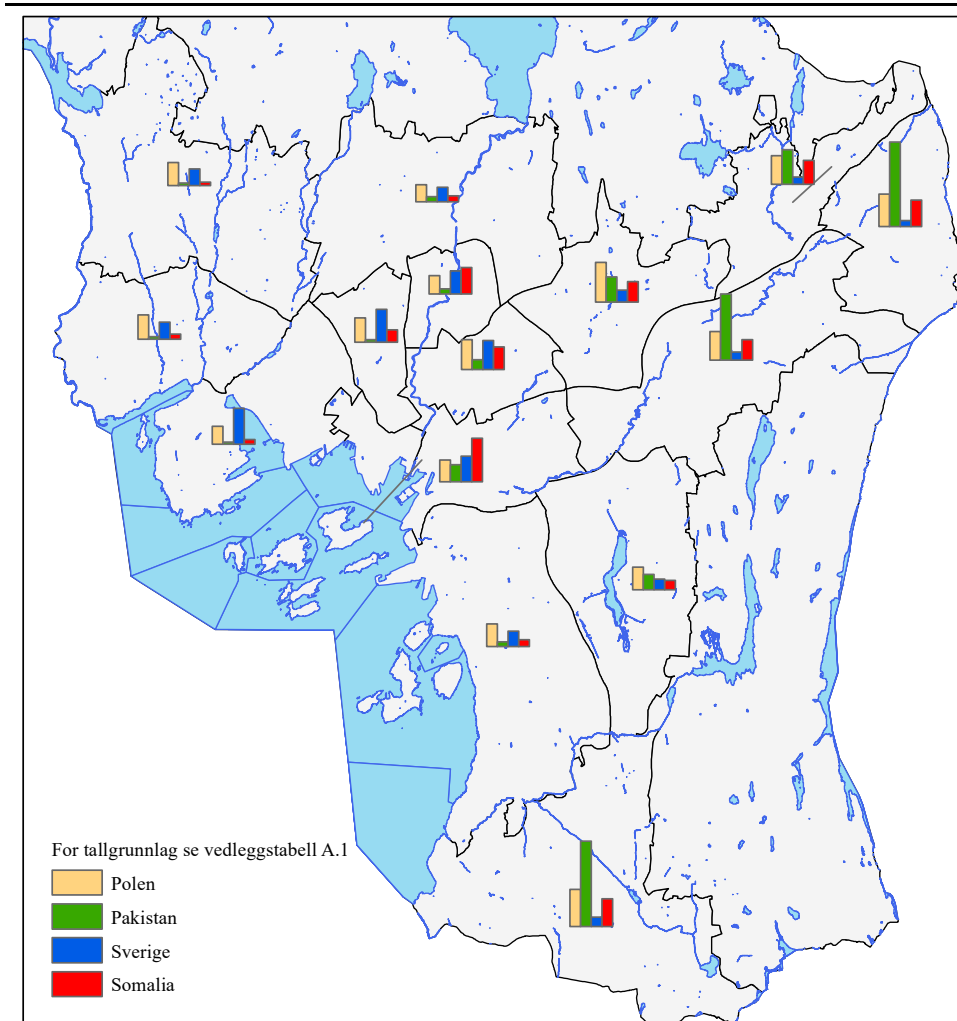 For tallgrunnlag se vedleggstabell A.1
Polen
Pakistan
Sverige
Somalia